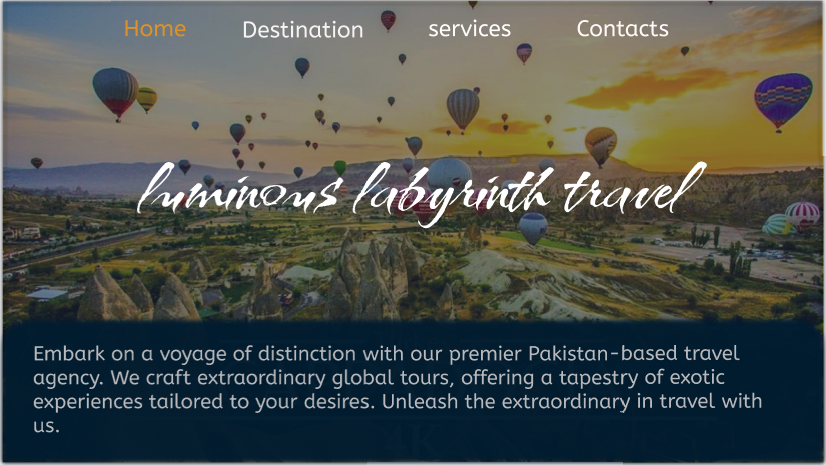 Home Destination services Contacts
luminous labyrinth travel
Embark on a voyage of distinction with our premier Pakistan-based travel
agency. We craft extraordinary global tours, offering a tapestry of exotic
experiences tailored to your desires. Unleash the extraordinary in travel with
us.